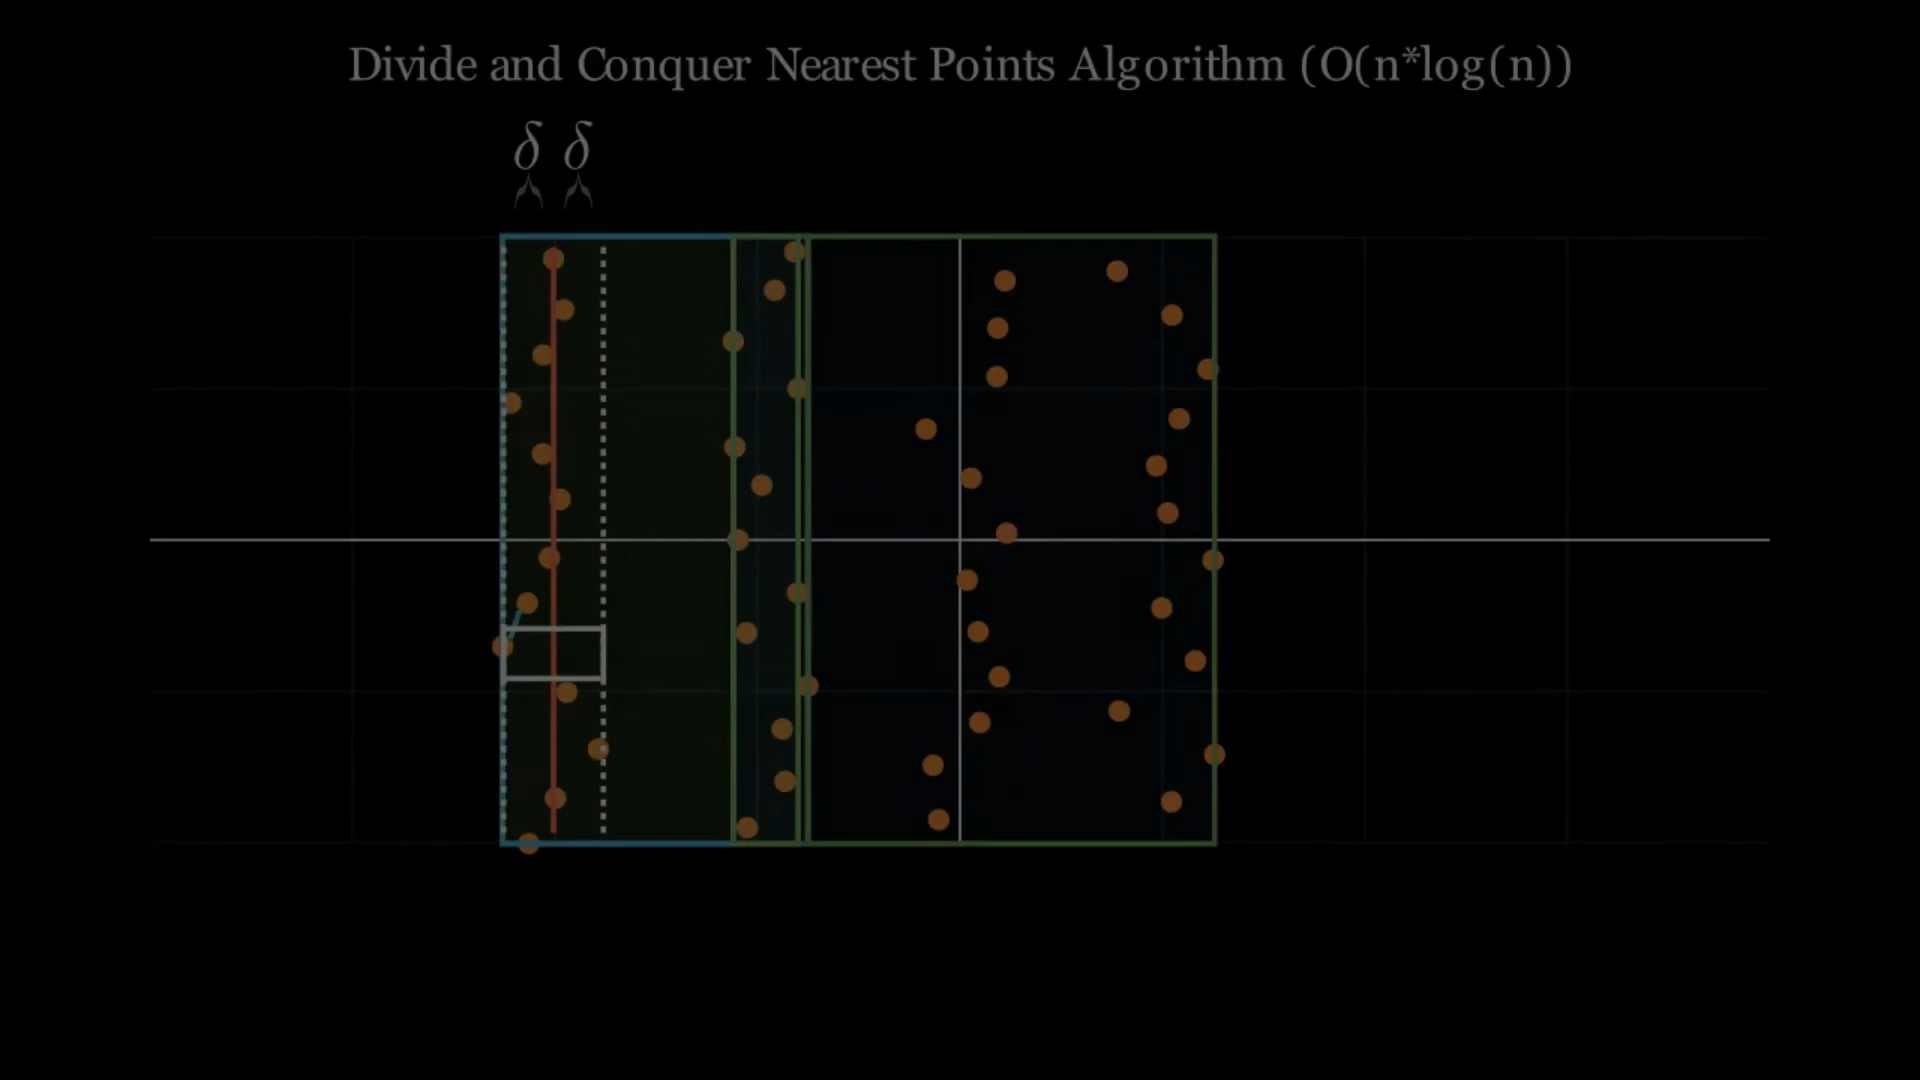 Divide and Conquer Nearest Points Algorithm (O(n*log(n))
δ δ